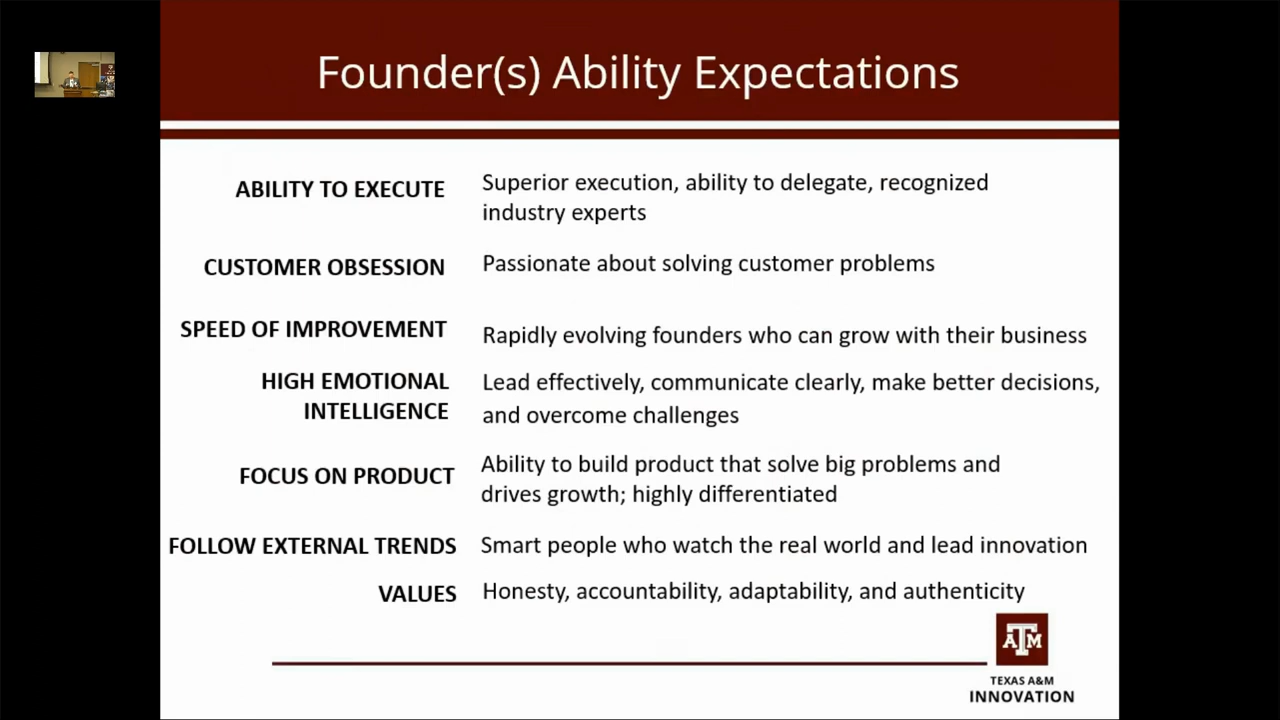 Founder(s) Ability Expectations
ABILITY TO EXECUTE
Superior execution, ability to delegate, recognized
industry experts
CUSTOMER OBSESSION
Passionate about solving customer problems
SPEED OF IMPROVEMENT
Rapidly evolving founders who can grow with their business
HIGH EMOTIONAL
INTELLIGENCE
Lead effectively, communicate clearly, make better decisions,
and overcome challenges
FOCUS ON PRODUCT
Ability to build product that solve big problems and
drives growth; highly differentiated
FOLLOW EXTERNAL TRENDS
Smart people who watch the real world and lead innovation
VALUES
Honesty, accountability, adaptability, and authenticity
ATM
TEXAS A&M
INNOVATION